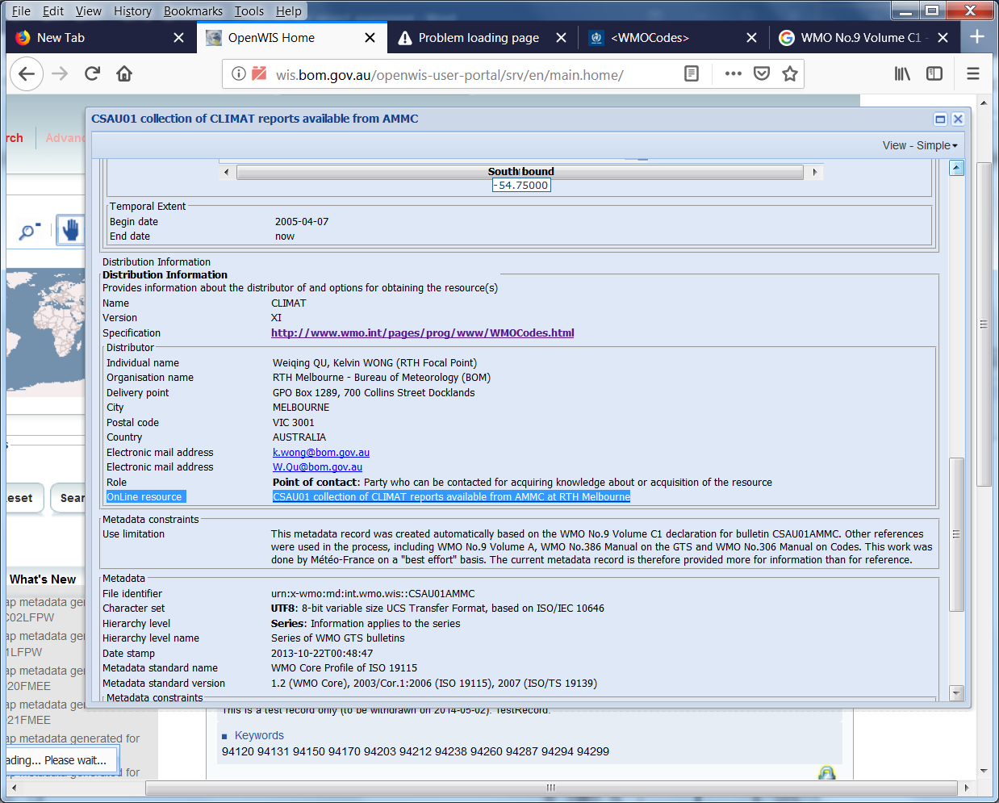 File Edit View History Bookmarks Tools Help
New Tab
OpenWIS Home
Problem loading page
<WMOCodes>
WMO No.9 Volume C1 -
wis.bom.gov.au/openwis-user-portal/srv/en/main.home/
CSAU01 collection of CLIMAT reports available from AMMC
rch
Advanc
View - Simple
South bound
-54.75000
Temporal Extent
Begin date 2005-04-07
End date now
Distribution Information
Distribution Information
Provides information about the distributor of and options for obtaining the resource(s)
Name CLIMAT
Version XI
Specification http://www.wmo.int/pages/prog/www/WMOCodes.html
Distributor
Individual name Weiqing QU, Kelvin WONG (RTH Focal Point)
Organisation name RTH Melbourne - Bureau of Meteorology (BOM)
Delivery point GPO Box 1289, 700 Collins Street Docklands
City MELBOURNE
Postal code VIC 3001
Country AUSTRALIA
Electronic mail address k.wong@bom.gov.au
Electronic mail address W.Qu@bom.gov.au
Role Point of contact: Party who can be contacted for acquiring knowledge about or acquisition of the resource
OnLine resource CSAU01 collection of CLIMAT reports available from AMMC at RTH Melbourne
eset
Sear
Metadata constraints
Use limitation This metadata record was created automatically based on the WMO No.9 Volume C1 declaration for bulletin CSAU01AMMC. Other references
were used in the process, including WMO No.9 Volume A, WMO No.386 Manual on the GTS and WMO No.306 Manual on Codes. This work was
done by Météo-France on a "best effort" basis. The current metadata record is therefore provided more for information than for reference.
Metadata
File identifier urn:x-wmo:md:int.wmo.wis::CSAU01AMMC
Character set UTF8: 8-bit variable size UCS Transfer Format, based on ISO/IEC 10646
Hierarchy level Series: Information applies to the series
Hierarchy level name Series of WMO GTS bulletins
Date stamp 2013-10-22T00:48:47
Metadata standard name WMO Core Profile of ISO 19115
Metadata standard version 1.2 (WMO Core), 2003/Cor.1:2006 (ISO 19115), 2007 (ISO/TS 19139)
Metadata constraints
What's New
ap metadata gen
C02LFPW
ap metadata gen
1LFPW
ap metadata gen
20FMEE
ap metadata gen
21FMEE
ap metadata generated for
ading... Please wait...
ap metadata generated for
This is a test record only (to be withdrawn on 2014-05-02). TestRecord.
Keywords
94120 94131 94150 94170 94203 94212 94238 94260 94287 94294 94299